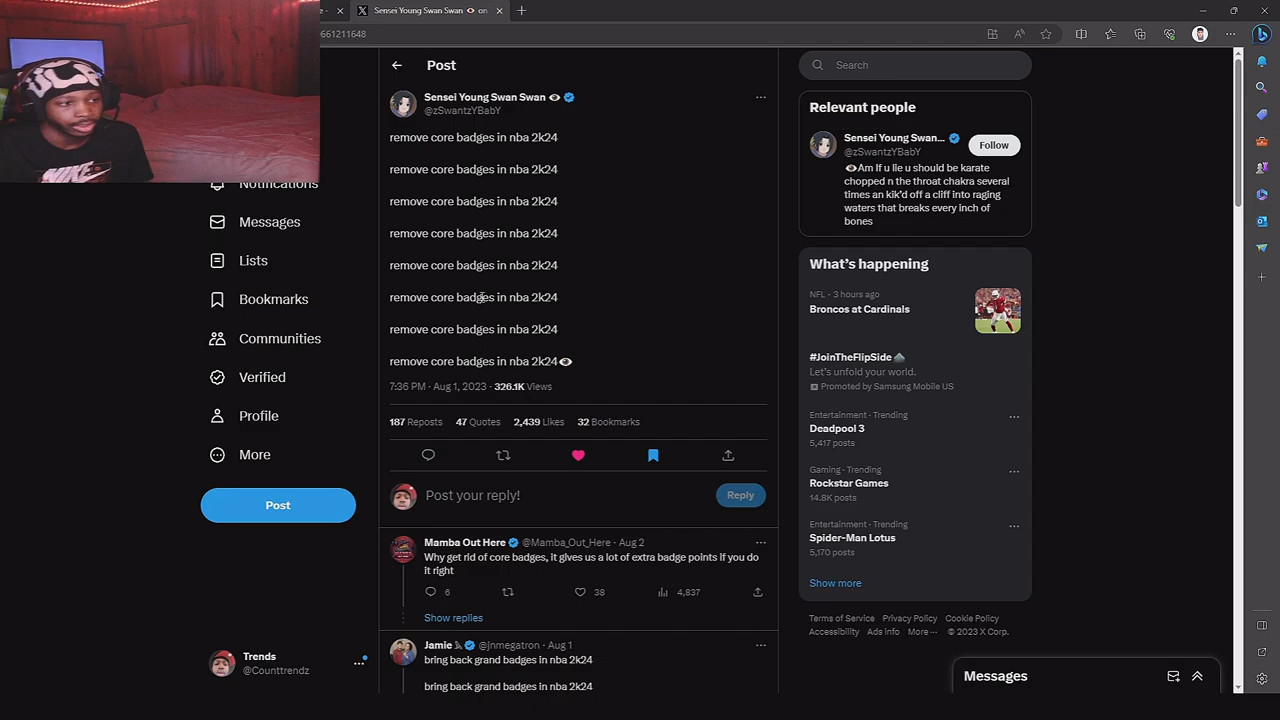 Sensei Young Swan Swan 👁 on
661211648
Post
Search
Sensei Young Swan Swan 👁
@zSwantzYBabY
remove core badges in nba 2k24
remove core badges in nba 2k24
remove core badges in nba 2k24
remove core badges in nba 2k24
remove core badges in nba 2k24
remove core badges in nba 2k24
remove core badges in nba 2k24
remove core badges in nba 2k24👁
7:36 PM · Aug 1, 2023 · 326.1K Views
187 Reposts 47 Quotes 2,439 Likes 32 Bookmarks
Post your reply!
Reply
Mamba Out Here @Mamba_Out_Here · Aug 2
Why get rid of core badges, it gives us a lot of extra badge points if you do
it right
6 38 4,837
Show replies
Jamie @jnmegatron · Aug 1
bring back grand badges in nba 2k24
bring back grand badges in nba 2k24
Notifications
Messages
Lists
Bookmarks
Communities
Verified
Profile
More
Post
Trends
@Counttrendz
Relevant people
Sensei Young Swan...
@zSwantzYBabY
Follow
👁Am If u lie u should be karate
chopped n the throat chakra several
times an kik'd off a cliff into raging
waters that breaks every inch of
bones
What's happening
NFL · 3 hours ago
Broncos at Cardinals
#JoinTheFlipSide
Let's unfold your world.
Promoted by Samsung Mobile US
Entertainment · Trending
Deadpool 3
5,417 posts
Gaming · Trending
Rockstar Games
14.8K posts
Entertainment · Trending
Spider-Man Lotus
5,170 posts
Show more
Terms of Service Privacy Policy Cookie Policy
Accessibility Ads info More ··· © 2023 X Corp.
Messages
NIKE